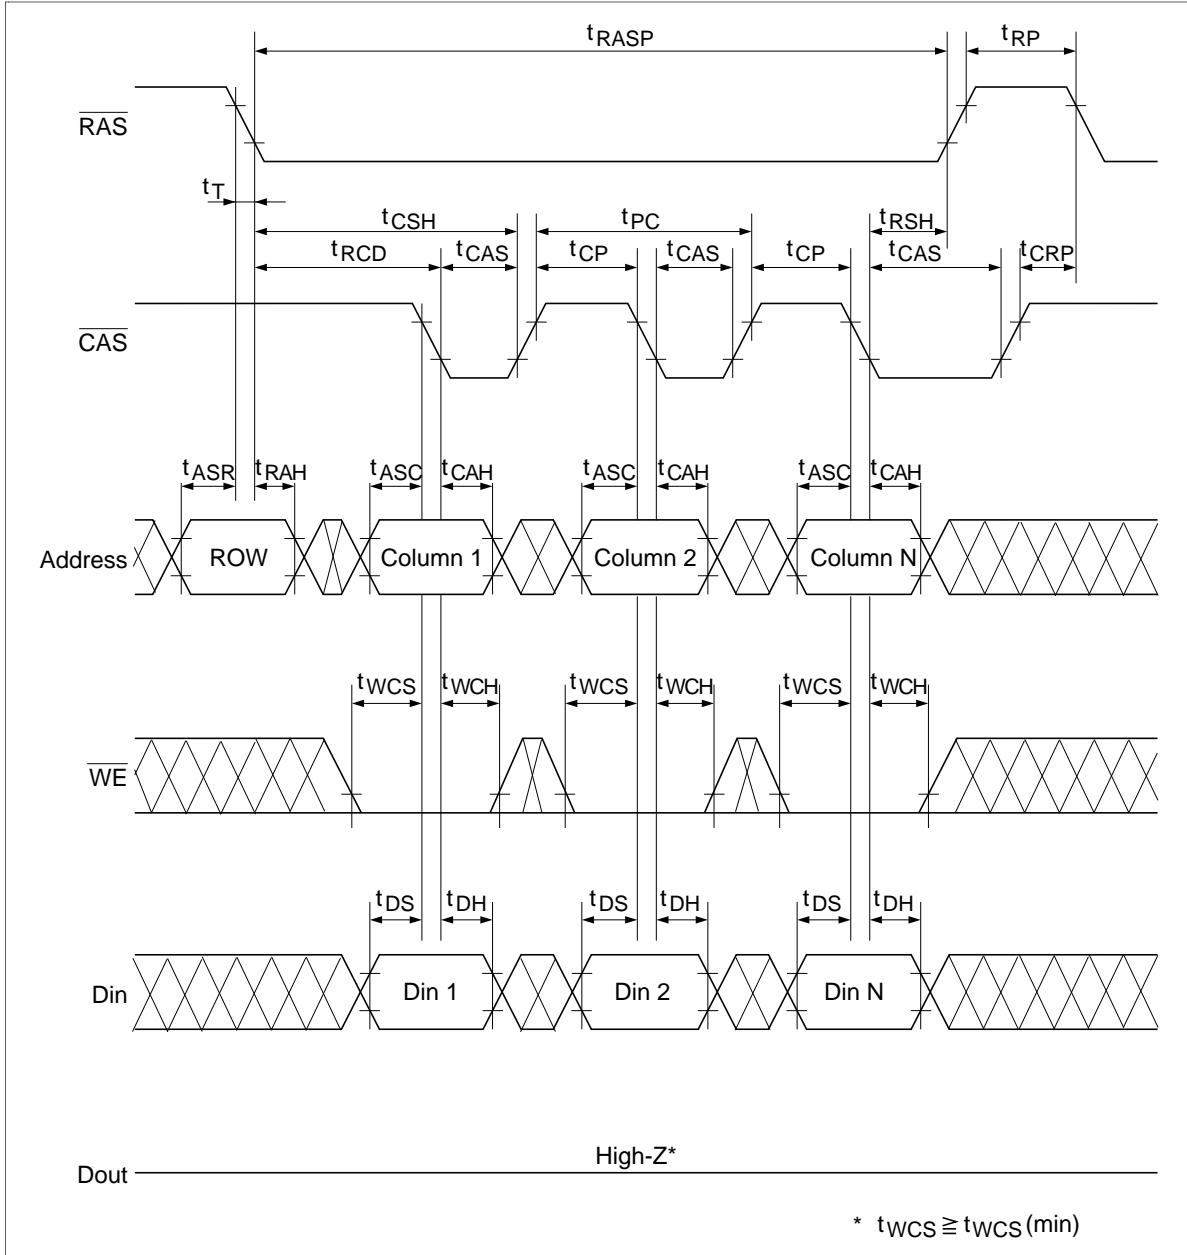 tRASP tRP
RAS
tT
tCSH tPC tRSH
tRCD tCAS tCP tCAS tCP tCAS tCRP
CAS
tASR tRAH tASC tCAH tASC tCAH tASC tCAH
Address ROW Column 1 Column 2 Column N
tWCS tWCH tWCS tWCH tWCS tWCH
WE
tDS tDH tDS tDH tDS tDH
Din Din 1 Din 2 Din N
High-Z*
Dout
* tWCS ≧ tWCS (min)